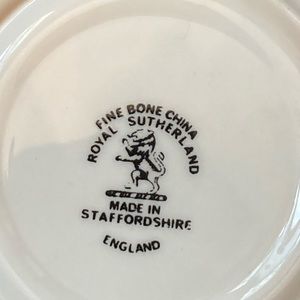 FINE BONE CHINA
ROYAL SUTHERLAND
MADE IN
STAFFORDSHIRE
ENGLAND